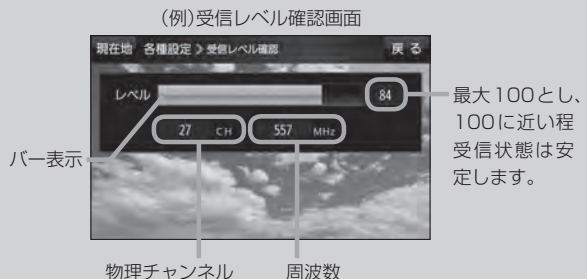 (例)受信レベル確認画面
現在地 各種設定 > 受信レベル確認 戻る
レベル 84
27 CH 557 MHz
バー表示
最大100とし、
100に近い程
受信状態は安
定します。
物理チャンネル 周波数